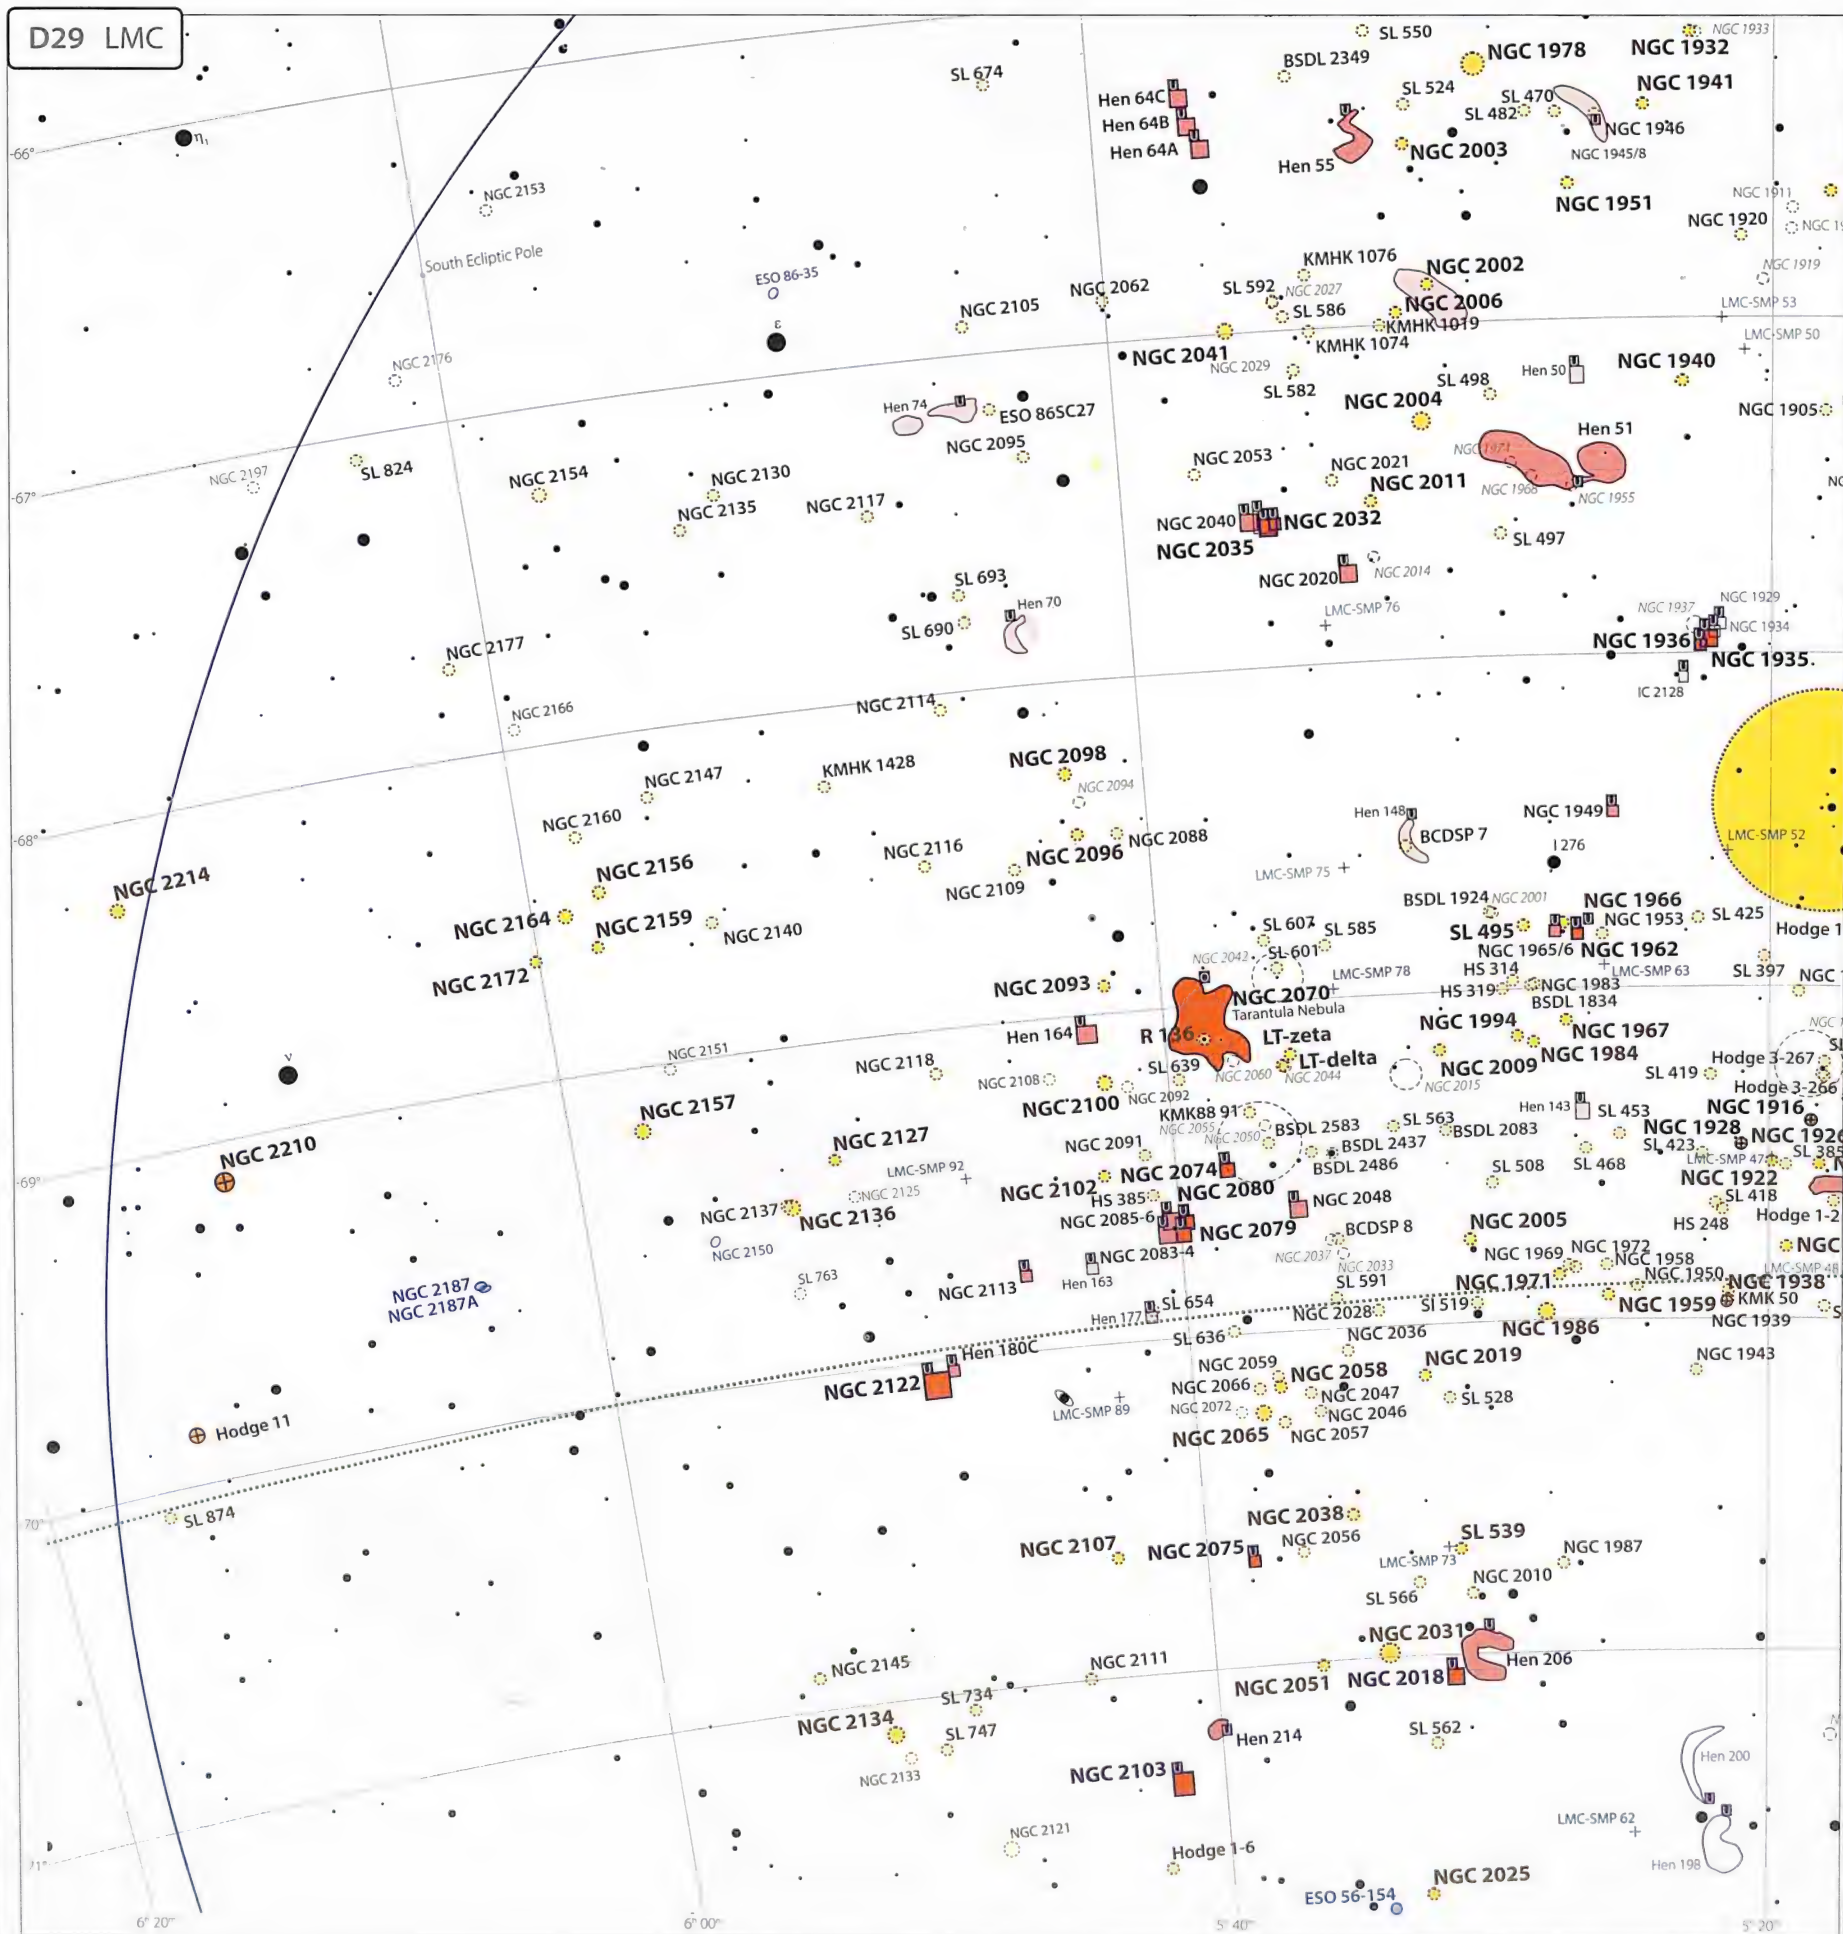 D29 LMC
NGC 1933
SL 550
NGC 1978
NGC 1932
BSDL 2349
SL 674
NGC 1941
SL 524
SL 470
Hen 64C
SL 482
Hen 64B
NGC 1946
η₁
Hen 64A
NGC 2003
NGC 1945/8
-66°
Hen 55
NGC 2153
NGC 1911
NGC 1951
NGC 1920
South Ecliptic Pole
KMHK 1076
NGC 2002
NGC 1919
ESO 86-35
NGC 2062
SL 592
NGC 2027
NGC 2105
NGC 2006
LMC-SMP 53
SL 586
ε
KMHK 1019
LMC-SMP 50
KMHK 1074
NGC 2041
NGC 2176
NGC 2029
NGC 1940
Hen 50
SL 582
SL 498
NGC 2004
Hen 74
ESO 86SC27
NGC 1905
Hen 51
NGC 2095
NGC 1974
NGC 2053
NGC 2021
NGC 2197
SL 824
NGC 2154
NGC 2130
NGC 2011
NGC 1968
NGC 1955
-67°
NGC 2135
NGC 2117
NGC 2040
NGC 2032
NGC 2035
SL 497
NGC 2020
NGC 2014
SL 693
Hen 70
LMC-SMP 76
NGC 1937
NGC 1929
NGC 1934
SL 690
NGC 1936
NGC 1935
NGC 2177
IC 2128
NGC 2166
NGC 2114
NGC 2098
KMHK 1428
NGC 2147
NGC 2094
NGC 2160
Hen 148
NGC 1949
-68°
BCDSP 7
LMC-SMP 52
NGC 2088
NGC 2116
NGC 2096
I 276
NGC 2156
LMC-SMP 75
NGC 2214
NGC 2109
BSDL 1924
NGC 2001
NGC 1966
NGC 2164
NGC 2159
SL 607
SL 585
SL 495
NGC 1953
SL 425
NGC 2140
NGC 1965/6
NGC 1962
Hodge 1
NGC 2042
SL 601
NGC 2172
NGC 2093
LMC-SMP 78
HS 314
LMC-SMP 63
SL 397
HS 319
NGC 1983
NGC 2070
Tarantula Nebula
BSDL 1834
Hen 164
R 136
LT-zeta
NGC 1994
NGC 1967
NGC 2151
LT-delta
NGC 1984
ν
NGC 2118
SL 639
NGC 2009
Hodge 3-267
NGC 2108
NGC 2060
NGC 2044
NGC 2015
SL 419
Hodge 3-266
NGC 2157
NGC 2100
NGC 2092
KMK88 91
Hen 143
SL 453
NGC 1916
NGC 2055
BSDL 2583
SL 563
BSDL 2083
NGC 1928
NGC 1926
NGC 2210
NGC 2127
NGC 2091
NGC 2050
BSDL 2437
SL 423
SL 385
LMC-SMP 92
BSDL 2486
SL 508
SL 468
LMC-SMP 47
-69°
NGC 2074
NGC 1922
NGC 2125
NGC 2102
HS 385
NGC 2080
NGC 2048
SL 418
NGC 2137
NGC 2136
NGC 2085-6
HS 248
Hodge 1-2
NGC 2079
BCDSP 8
NGC 2005
NGC 2150
NGC 2083-4
NGC 2037
NGC 2033
NGC 1969
NGC 1972
NGC 1958
SL 763
Hen 163
LMC-SMP 48
NGC 2187
NGC 2113
SL 591
NGC 1971
NGC 1950
NGC 1938
NGC 2187A
SL 654
Hen 177
NGC 2028
SL 519
NGC 1959
KMK 50
SL 636
NGC 1986
NGC 1939
Hen 180C
NGC 2036
NGC 2059
NGC 2058
NGC 2019
NGC 1943
NGC 2122
NGC 2066
NGC 2047
SL 528
LMC-SMP 89
NGC 2072
NGC 2046
Hodge 11
NGC 2065
NGC 2057
SL 874
-70°
NGC 2038
NGC 2107
NGC 2075
NGC 2056
SL 539
LMC-SMP 73
NGC 1987
NGC 2010
SL 566
NGC 2031
Hen 206
NGC 2145
NGC 2111
NGC 2051
NGC 2018
SL 734
NGC 2134
SL 747
Hen 214
SL 562
Hen 200
NGC 2133
NGC 2103
LMC-SMP 62
NGC 2121
Hodge 1-6
Hen 198
71°
NGC 2025
ESO 56-154
6ʰ 20ᵐ
6ʰ 00ᵐ
5ʰ 40ᵐ
5ʰ 20ᵐ